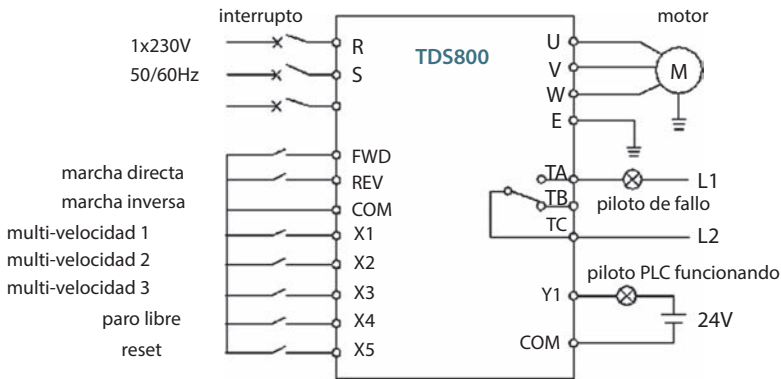 interrupto
motor
1x230V
50/60Hz
R
S
TDS800
U
V
W
E
M
FWD
REV
COM
X1
X2
X3
X4
X5
marcha directa
marcha inversa
multi-velocidad 1
multi-velocidad 2
multi-velocidad 3
paro libre
reset
TA
TB
TC
L1
piloto de fallo
L2
piloto PLC funcionando
Y1
24V
COM